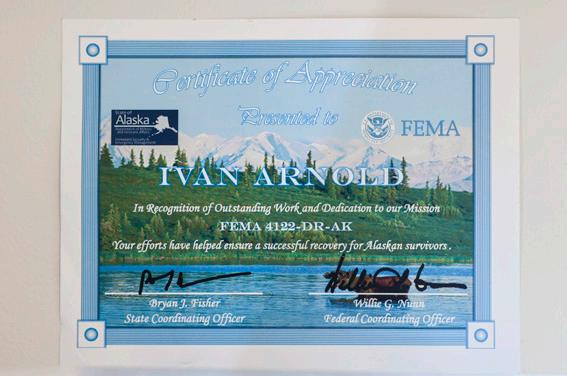 Certificate of Appreciation
Presented to
State of
Alaska
FEMA
IVAN ARNOLD
In Recognition of Outstanding Work and Dedication to our Mission
FEMA 4122-DR-AK
Your efforts have helped ensure a successful recovery for Alaskan survivors.
Bryan J. Fisher
State Coordinating Officer
Willie G. Nunn
Federal Coordinating Officer